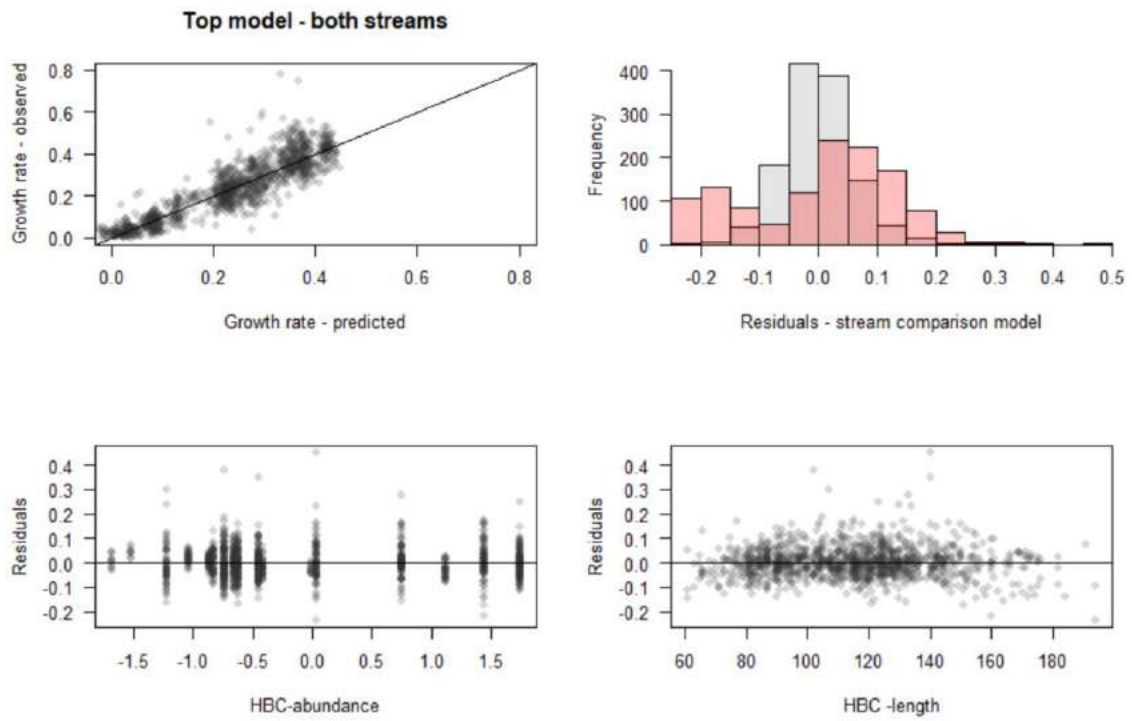 Top model - both streams
Growth rate - observed
0.8
0.6
0.4
0.2
0.0
0.0 0.2 0.4 0.6 0.8
Growth rate - predicted
Frequency
400
300
200
100
0
-0.2 -0.1 0.0 0.1 0.2 0.3 0.4 0.5
Residuals - stream comparison model
Residuals
0.4
0.3
0.2
0.1
0.0
-0.1
-0.2
-1.5 -1.0 -0.5 0.0 0.5 1.0 1.5
HBC-abundance
Residuals
0.4
0.3
0.2
0.1
0.0
-0.1
-0.2
60 80 100 120 140 160 180
HBC -length